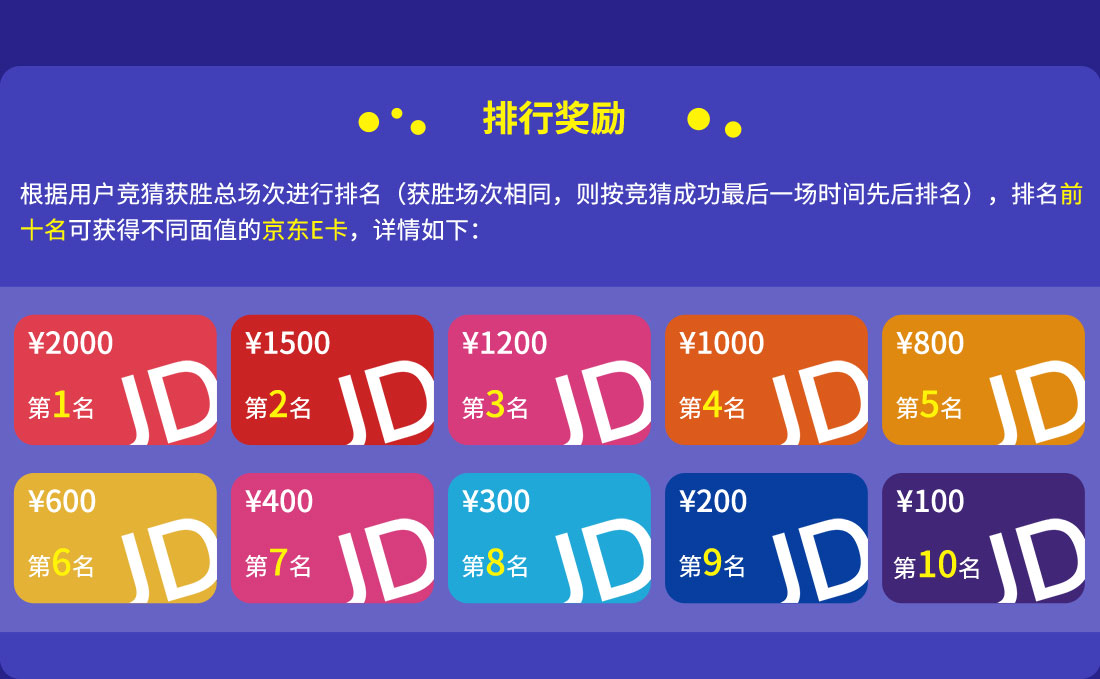 排行奖励
根据用户竞猜获胜总场次进行排名（获胜场次相同，则按竞猜成功最后一场时间先后排名），排名前
十名可获得不同面值的京东E卡，详情如下：
¥2000
第1名
JD
¥1500
第2名
JD
¥1200
第3名
JD
¥1000
第4名
JD
¥800
第5名
JD
¥600
第6名
JD
¥400
第7名
JD
¥300
第8名
JD
¥200
第9名
JD
¥100
第10名
JD